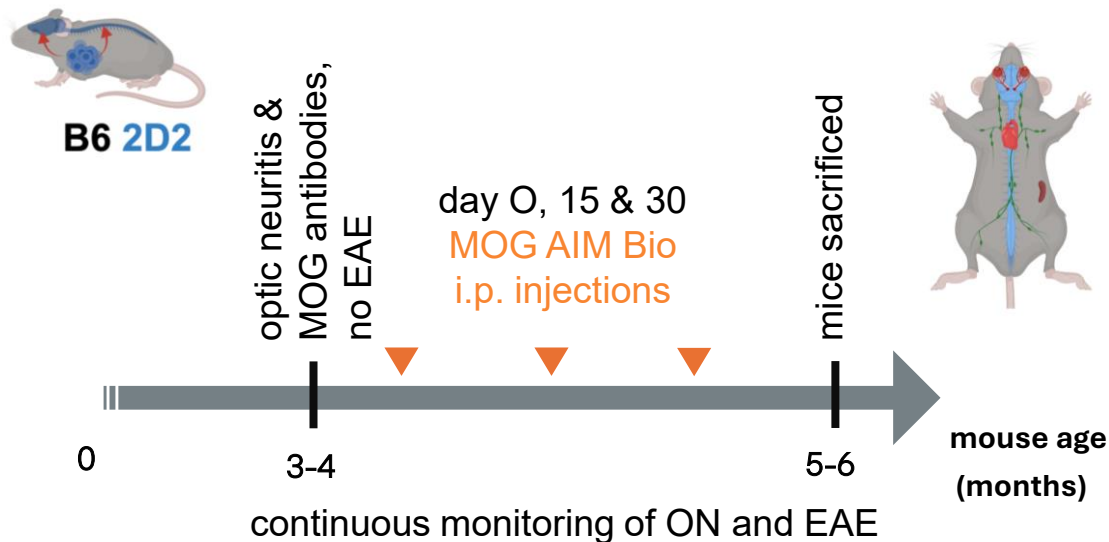 B6 2D2
optic neuritis &
MOG antibodies,
no EAE
day O, 15 & 30
MOG AIM Bio
i.p. injections
mice sacrificed
0
3-4
5-6
mouse age
(months)
continuous monitoring of ON and EAE